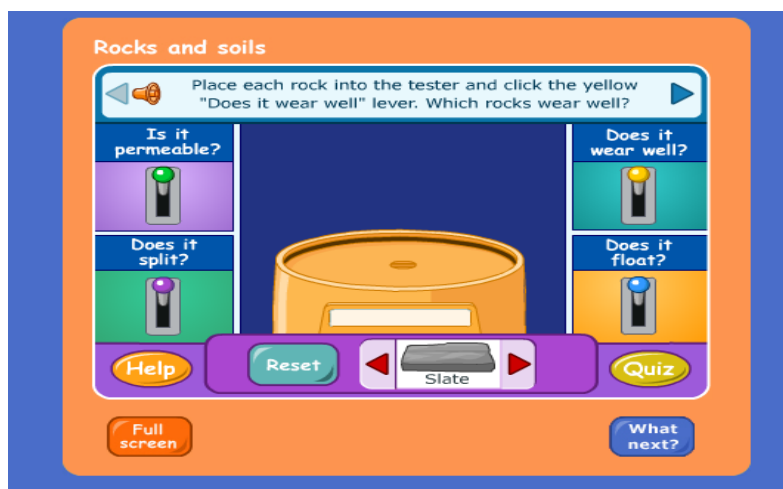 Rocks and soils
Place each rock into the tester and click the yellow
"Does it wear well" lever. Which rocks wear well?
Is it
permeable?
Does it
wear well?
Does it
split?
Does it
float?
Help
Reset
Slate
Quiz
Full
screen
What
next?